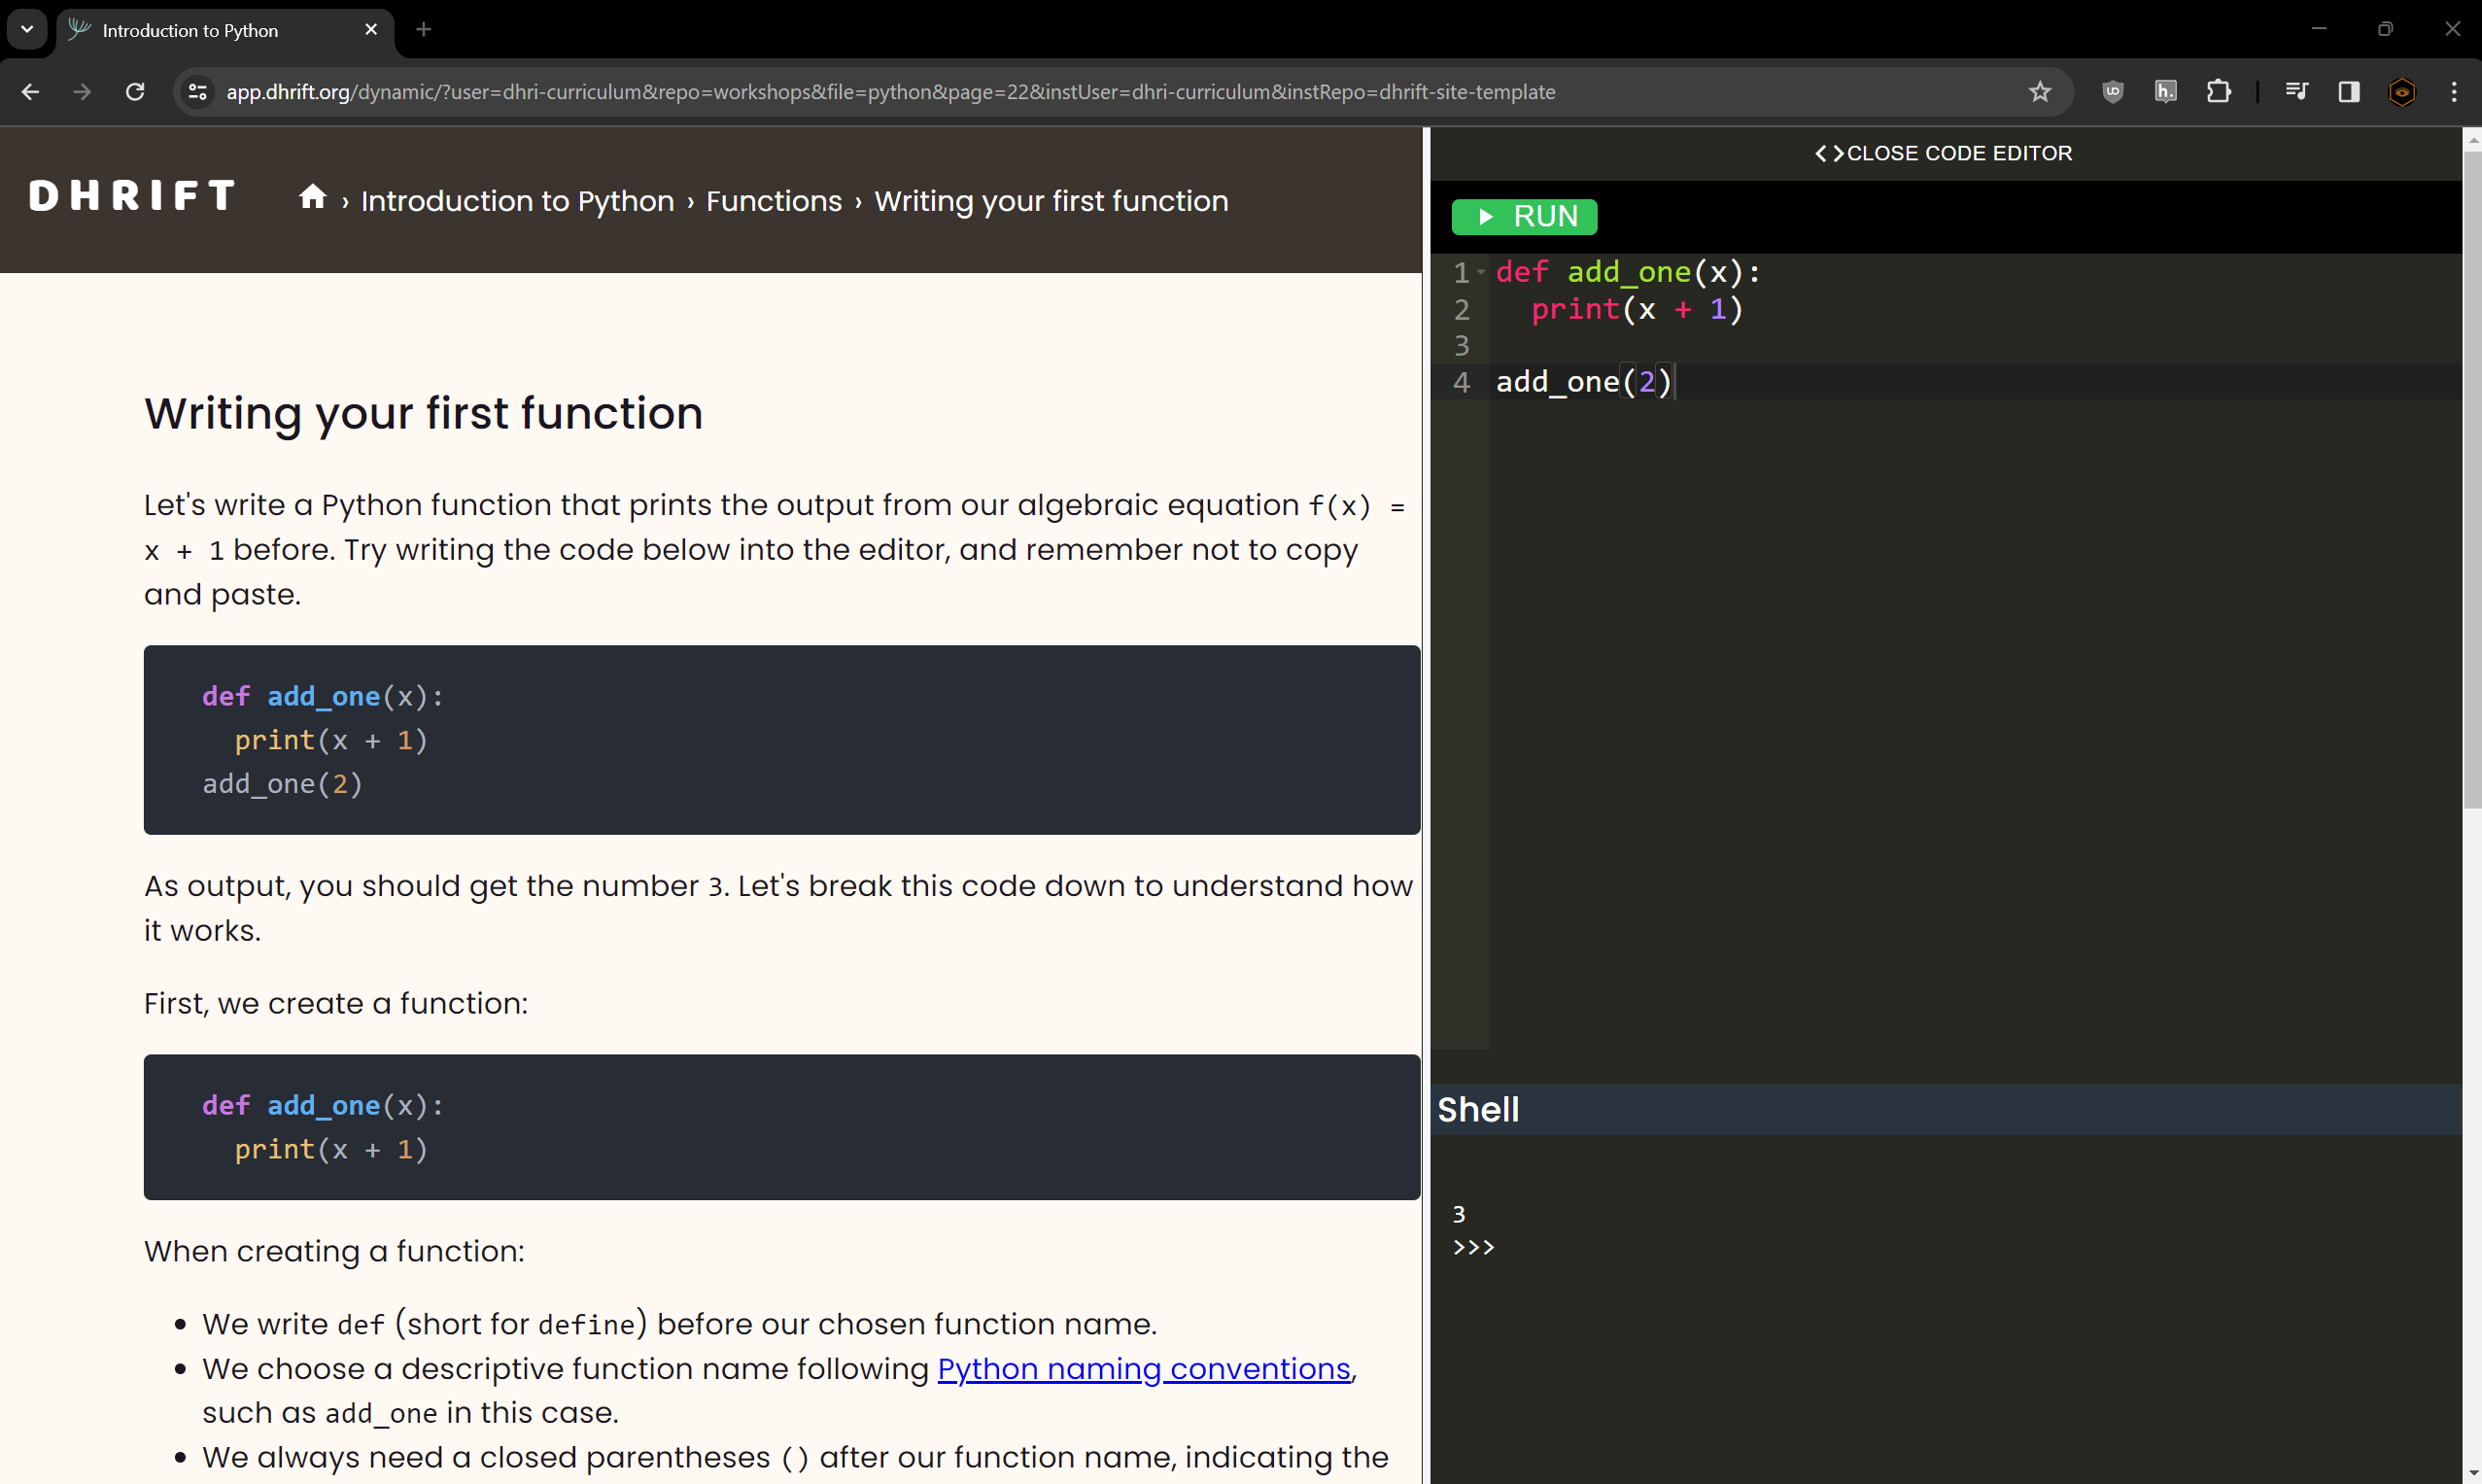 Introduction to Python
app.dhrift.org/dynamic/?user=dhri-curriculum&repo=workshops&file=python&page=22&instUser=dhri-curriculum&instRepo=dhrift-site-template
DHRIFT › Introduction to Python › Functions › Writing your first function
Writing your first function
Let's write a Python function that prints the output from our algebraic equation f(x) =
x + 1 before. Try writing the code below into the editor, and remember not to copy
and paste.
def add_one(x):
  print(x + 1)
add_one(2)
As output, you should get the number 3. Let's break this code down to understand how
it works.
First, we create a function:
def add_one(x):
  print(x + 1)
When creating a function:
• We write def (short for define) before our chosen function name.
• We choose a descriptive function name following Python naming conventions,
such as add_one in this case.
• We always need a closed parentheses () after our function name, indicating the
<>CLOSE CODE EDITOR
RUN
1 def add_one(x):
2   print(x + 1)
3
4 add_one(2)
Shell
3
>>>